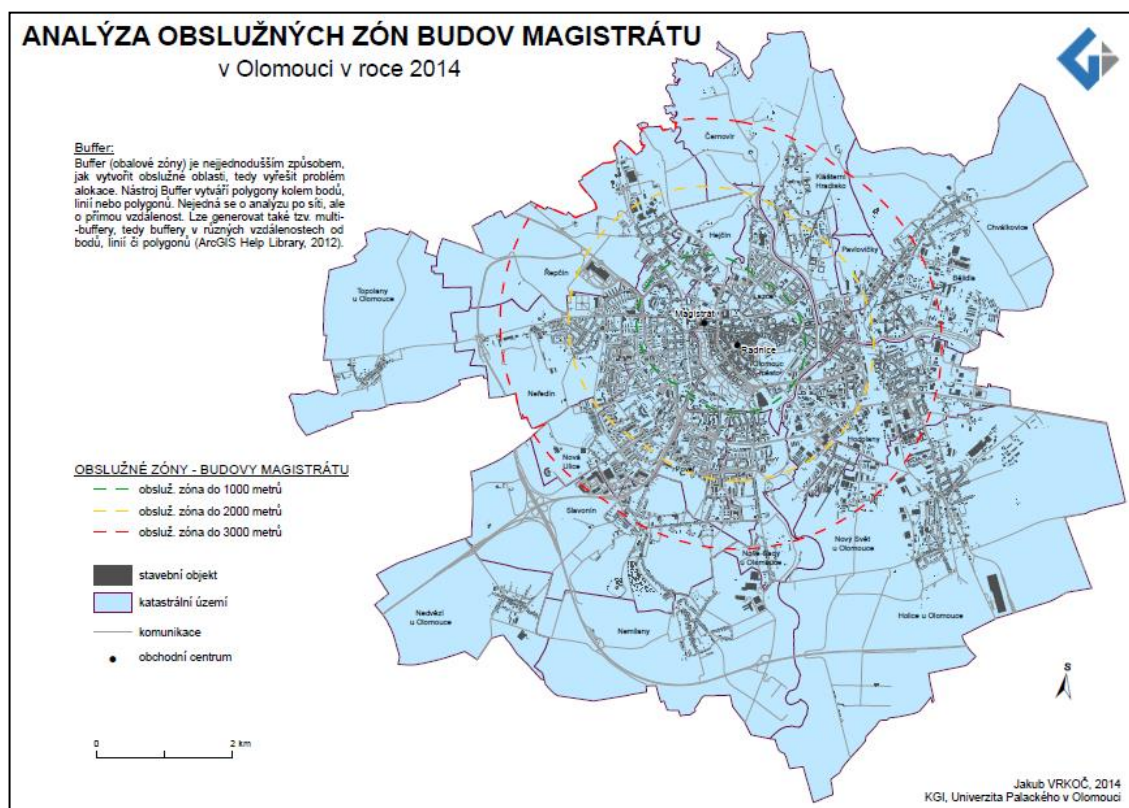 ANALÝZA OBSLUŽNÝCH ZÓN BUDOV MAGISTRÁTU
v Olomouci v roce 2014
Buffer:
Buffer (obalové zóny) je nejjednodušším způsobem,
jak vytvořit obslužné oblasti, tedy vyřešit problém
alokace. Nástroj Buffer vytváří polygony kolem bodů,
linií nebo polygonů. Nejedná se o analýzu po síti, ale
o přímou vzdálenost. Lze generovat také tzv. multi-
-buffery, tedy buffery v různých vzdálenostech od
bodů, linií či polygonů (ArcGIS Help Library, 2012).
Černovír
Klášterní
Hradisko
Hejčín
Pavlovičky
Chválkovice
Řepčín
Bělidla
Topolany
u Olomouce
Lazce
Magistrát
Radnice
Olomouc
Neředín
Hodolany
Nová
Ulice
Povel
OBSLUŽNÉ ZÓNY - BUDOVY MAGISTRÁTU
obsluž. zóna do 1000 metrů
obsluž. zóna do 2000 metrů
obsluž. zóna do 3000 metrů
Slavonín
Nový Svět
u Olomouce
Nové Sady
u Olomouce
stavební objekt
katastrální území
komunikace
obchodní centrum
Nedvězí
u Olomouce
Nemilany
Holice u Olomouce
S
0 2 km
Jakub VRKOČ, 2014
KGI, Univerzita Palackého v Olomouci